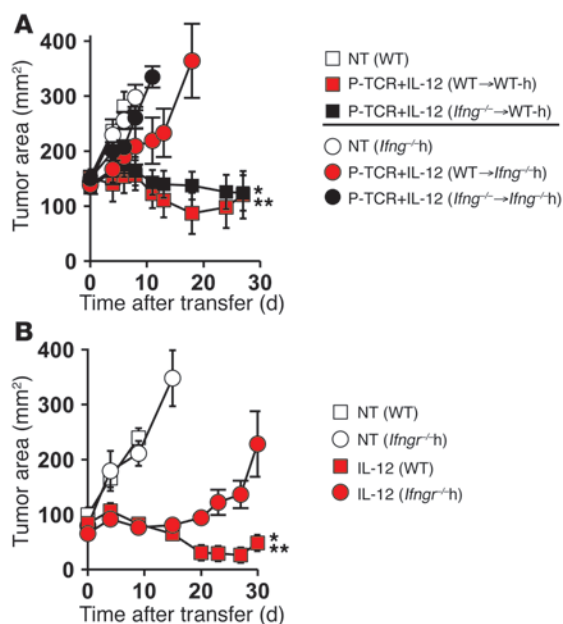 A
Tumor area (mm²)
400
300
200
100
0
0 10 20 30
Time after transfer (d)
*
**
NT (WT)
P-TCR+IL-12 (WT→WT-h)
P-TCR+IL-12 (Ifng⁻/⁻→WT-h)
NT (Ifng⁻/⁻h)
P-TCR+IL-12 (WT→Ifng⁻/⁻h)
P-TCR+IL-12 (Ifng⁻/⁻→Ifng⁻/⁻h)
B
Tumor area (mm²)
400
300
200
100
0
0 10 20 30
Time after transfer (d)
*
**
NT (WT)
NT (Ifngr⁻/⁻h)
IL-12 (WT)
IL-12 (Ifngr⁻/⁻h)